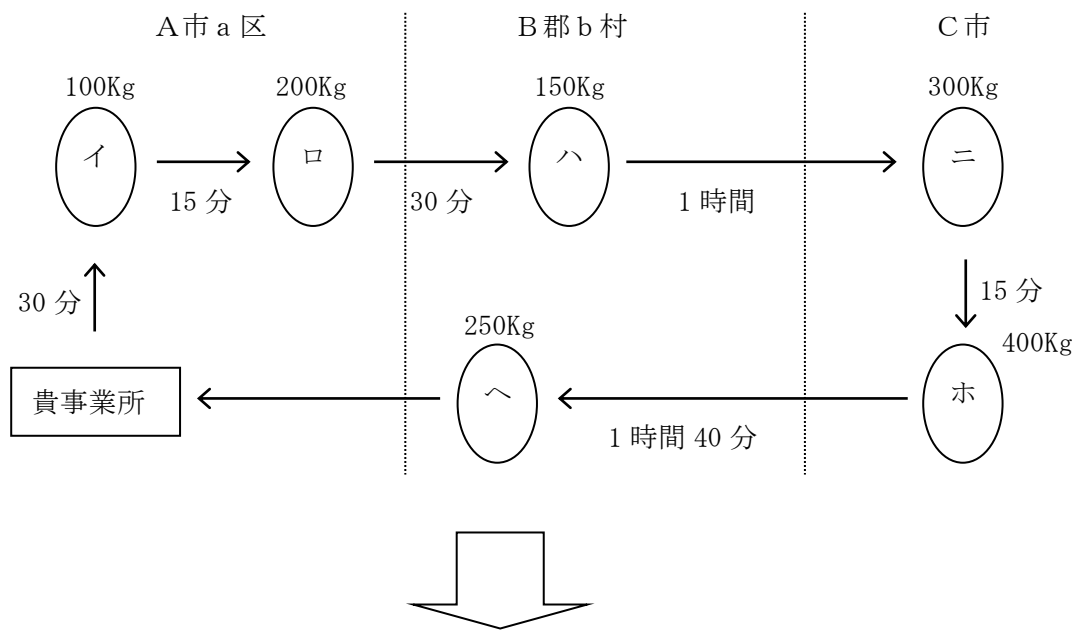 A市a区 B郡b村 C市
100Kg 200Kg 150Kg 300Kg
イ ロ ハ ニ
15分 30分 1時間
30分 15分
250Kg 400Kg
貴事業所 ヘ ホ
1時間40分